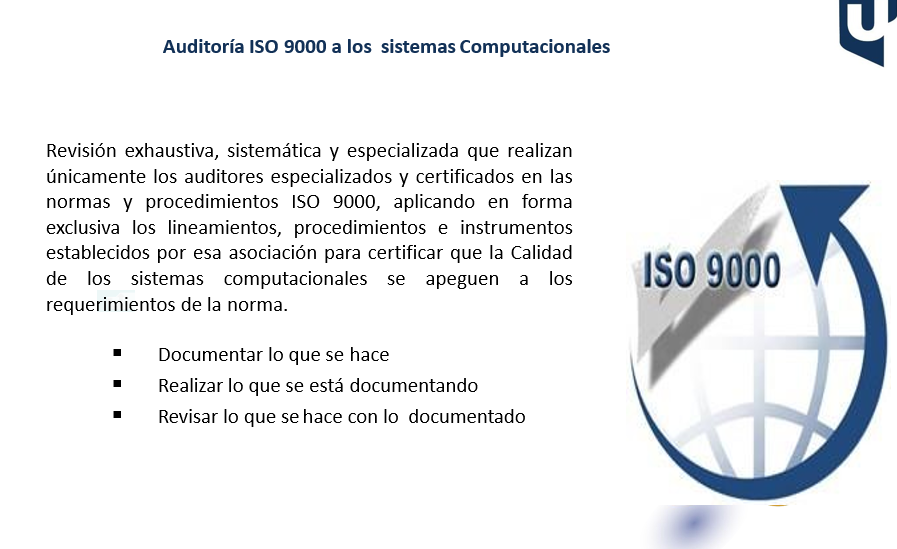 Auditoría ISO 9000 a los sistemas Computacionales
Revisión exhaustiva, sistemática y especializada que realizan
únicamente los auditores especializados y certificados en las
normas y procedimientos ISO 9000, aplicando en forma
exclusiva los lineamientos, procedimientos e instrumentos
establecidos por esa asociación para certificar que la Calidad
de los sistemas computacionales se apeguen a los
requerimientos de la norma.
▪ Documentar lo que se hace
▪ Realizar lo que se está documentando
▪ Revisar lo que se hace con lo documentado
ISO 9000